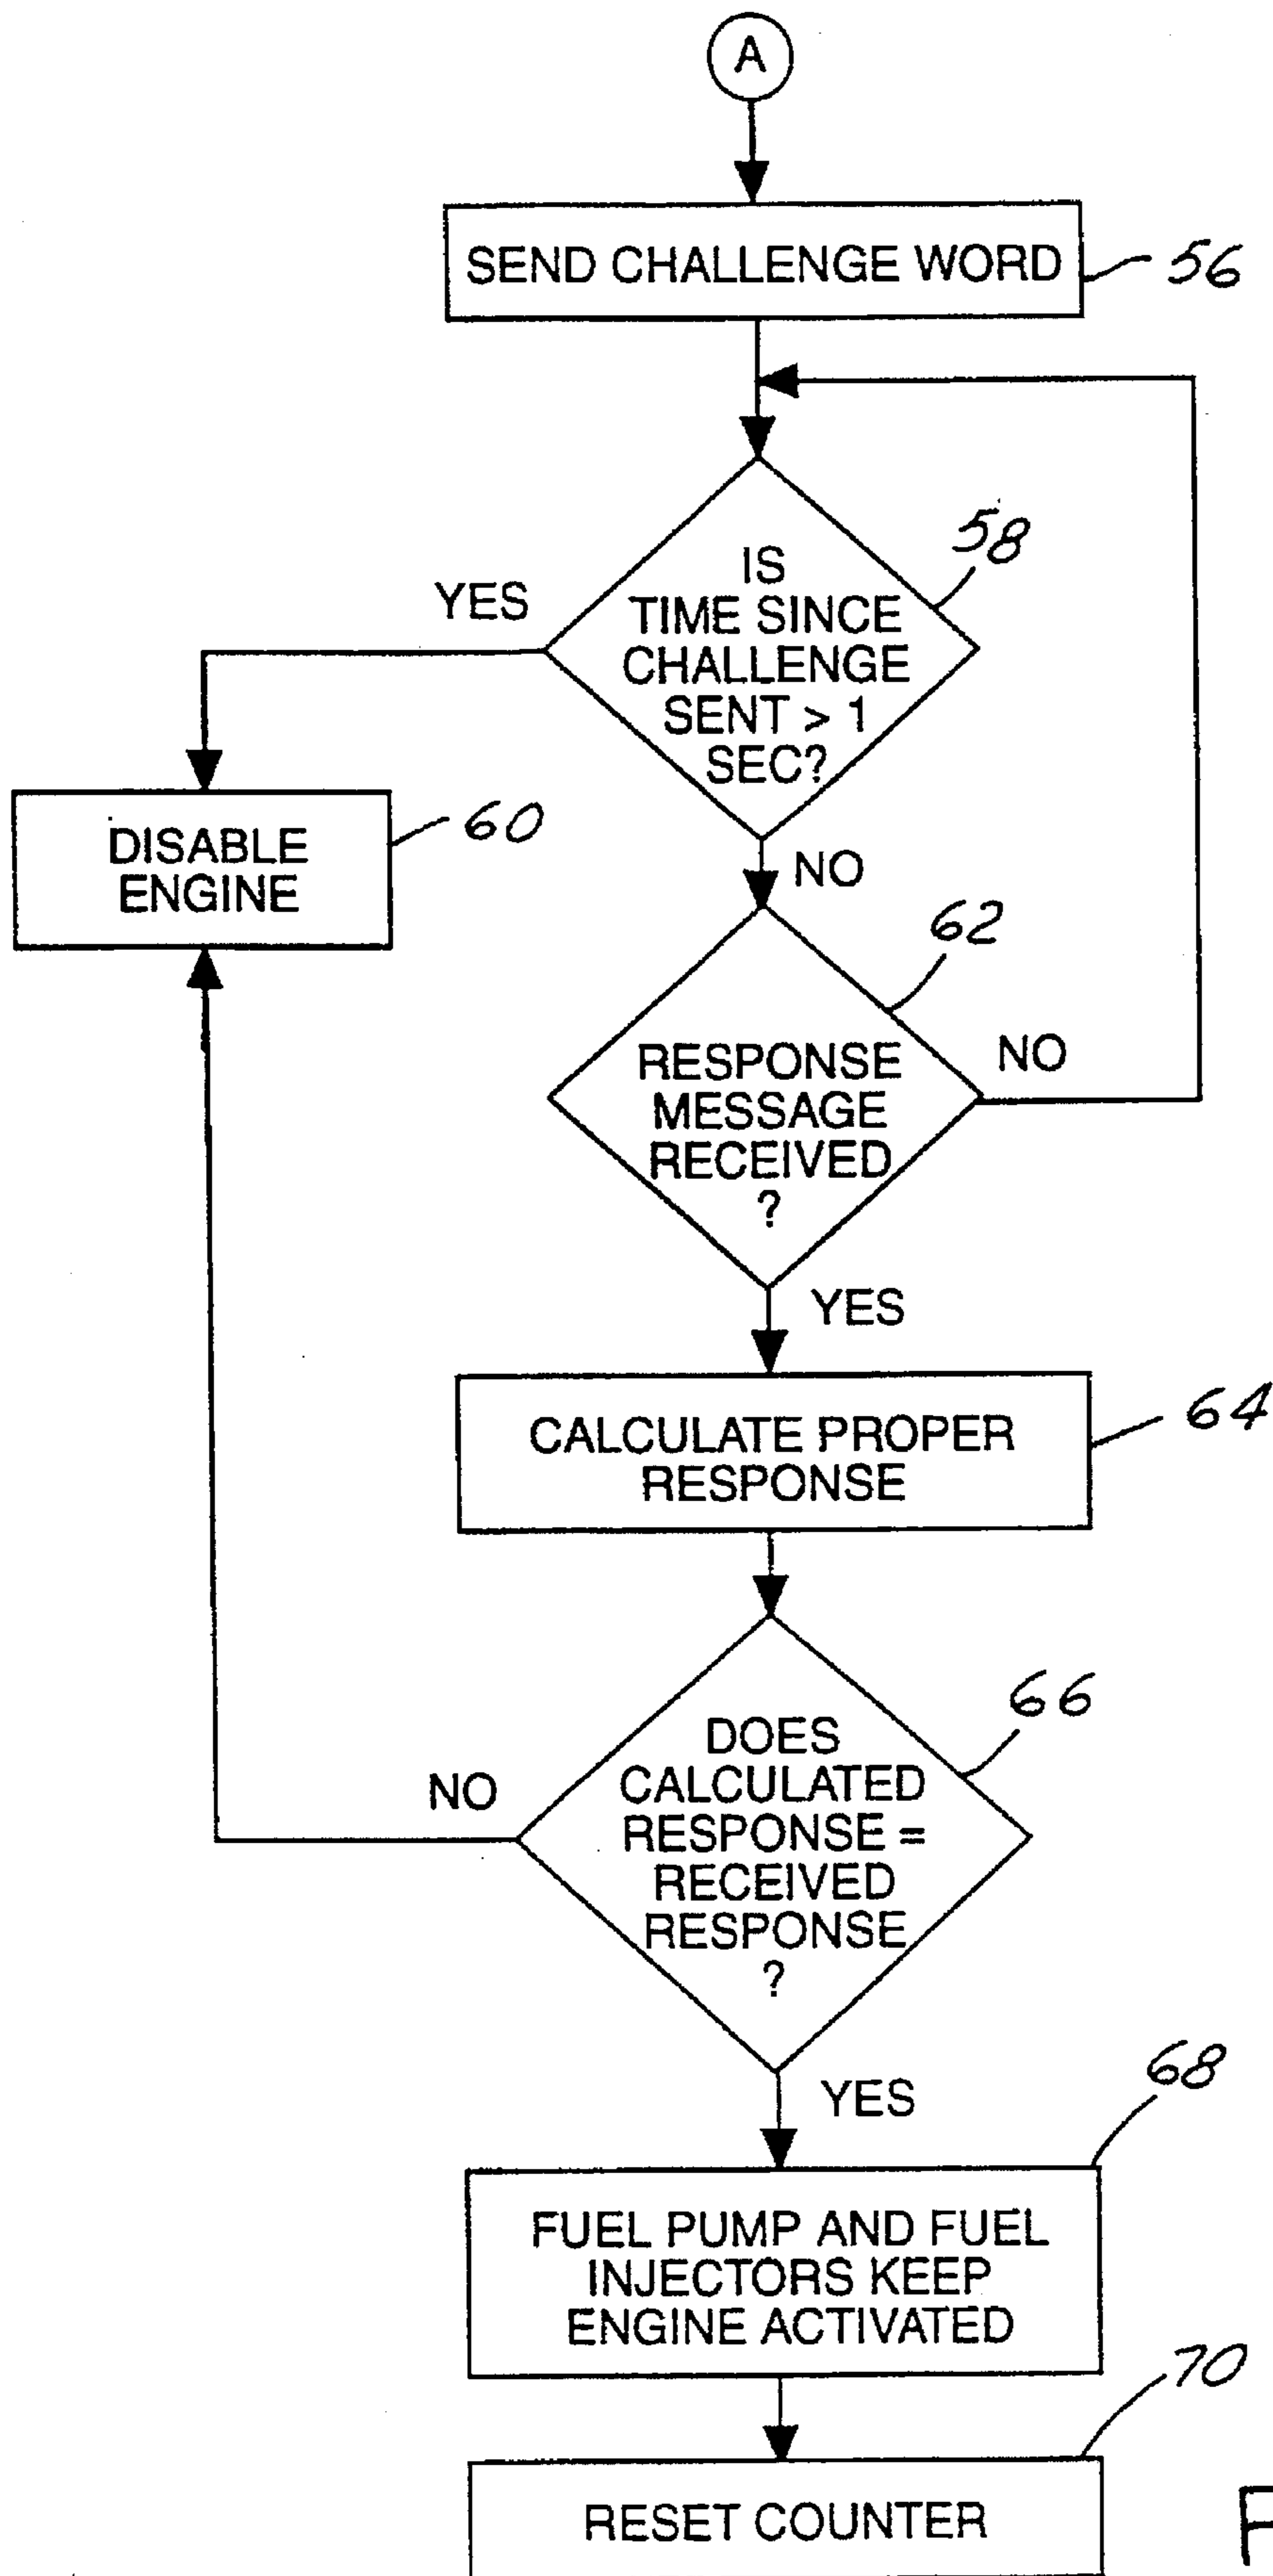 A
SEND CHALLENGE WORD
56
IS
TIME SINCE
CHALLENGE
SENT > 1
SEC?
58
YES
DISABLE
ENGINE
60
NO
62
RESPONSE
MESSAGE
RECEIVED
?
NO
YES
CALCULATE PROPER
RESPONSE
64
66
DOES
CALCULATED
RESPONSE =
RECEIVED
RESPONSE
?
NO
YES
68
FUEL PUMP AND FUEL
INJECTORS KEEP
ENGINE ACTIVATED
70
RESET COUNTER
F